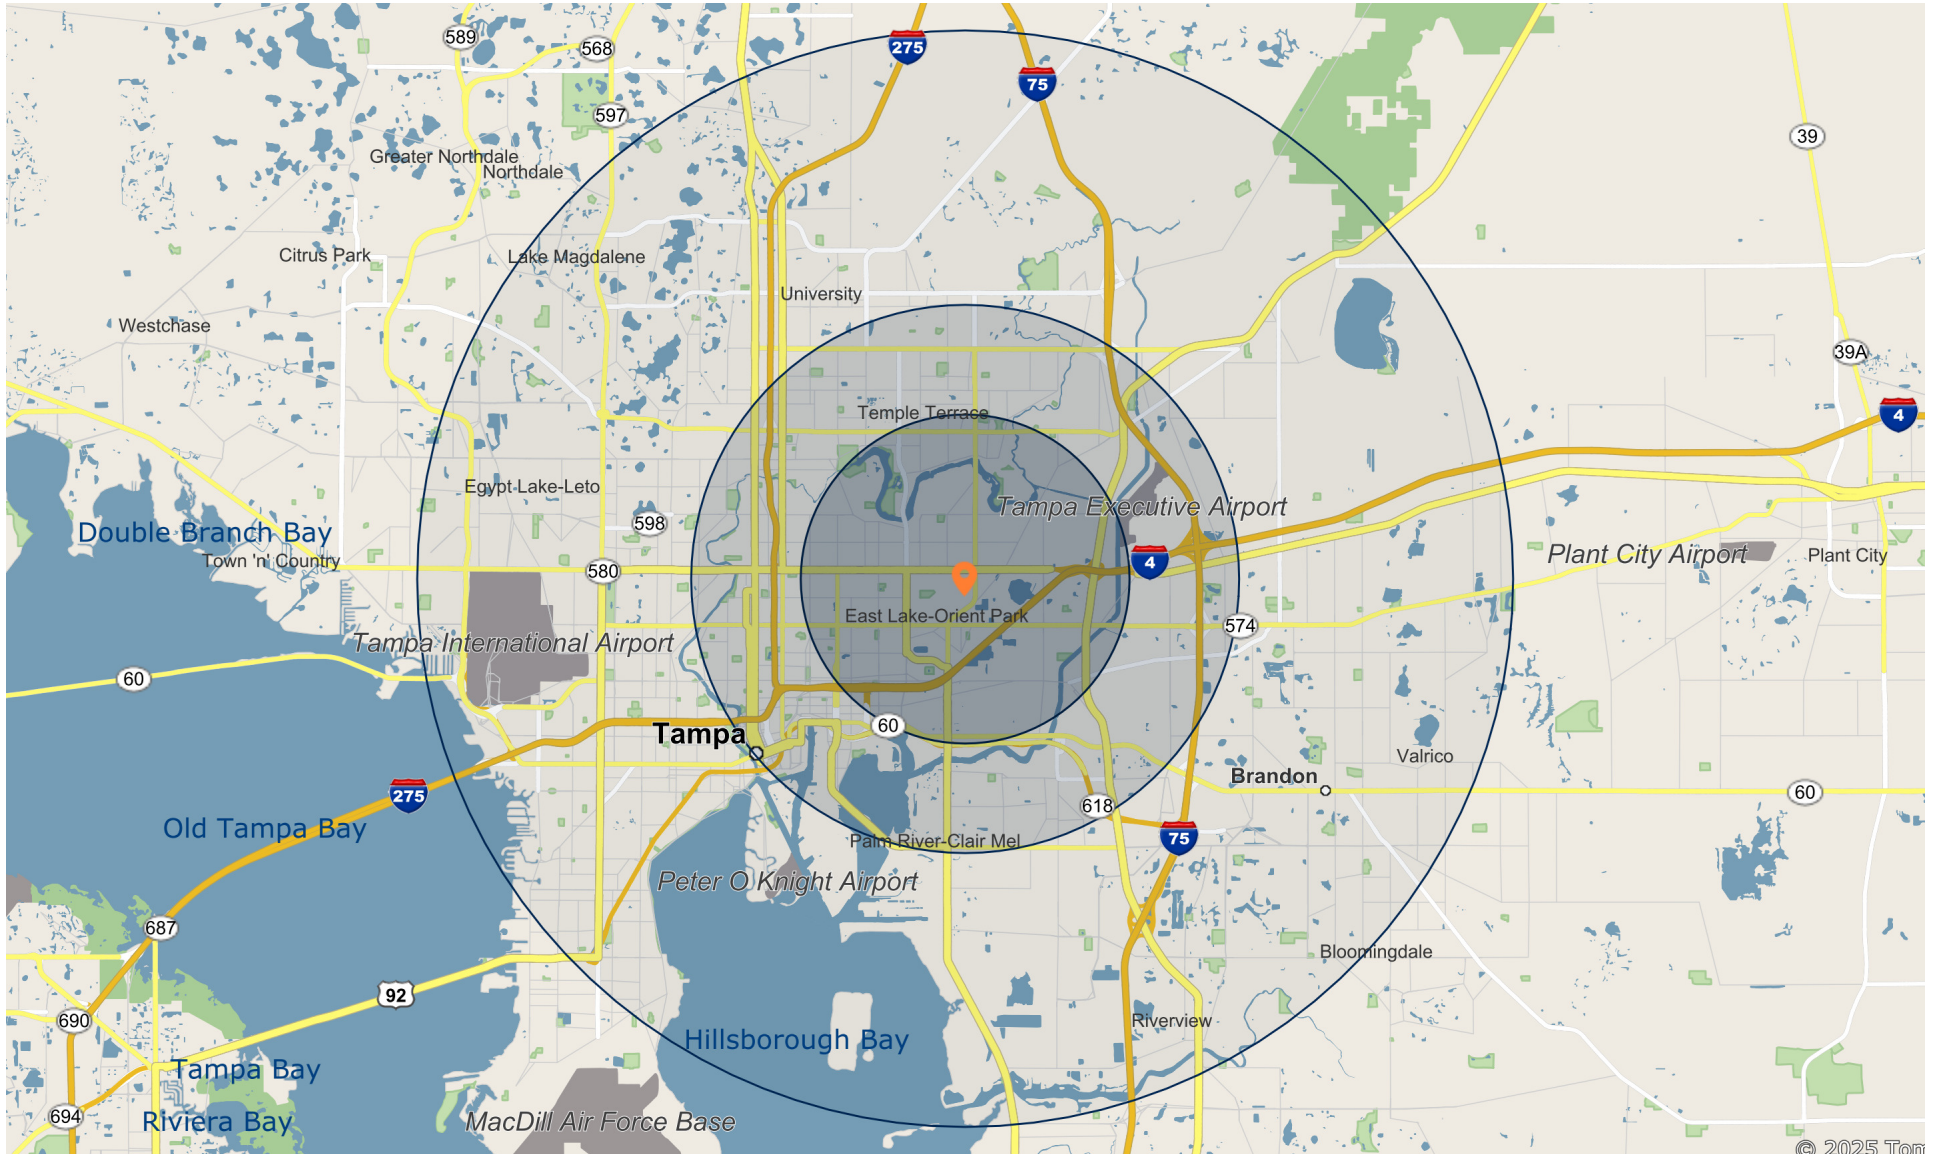 589
568
275
75
597
39
Greater Northdale
Northdale
Citrus Park
Lake Magdalene
University
Westchase
39A
Temple Terrace
4
Egypt Lake-Leto
Tampa Executive Airport
598
Double Branch Bay
Town 'n' Country
580
4
Plant City Airport
Plant City
East Lake-Orient Park
574
Tampa International Airport
60
60
Tampa
Valrico
Brandon
60
275
618
Old Tampa Bay
75
Palm River-Clair Mel
Peter O Knight Airport
687
Bloomingdale
92
690
Riverview
Hillsborough Bay
Tampa Bay
694
Riviera Bay
MacDill Air Force Base
© 2025 Tom